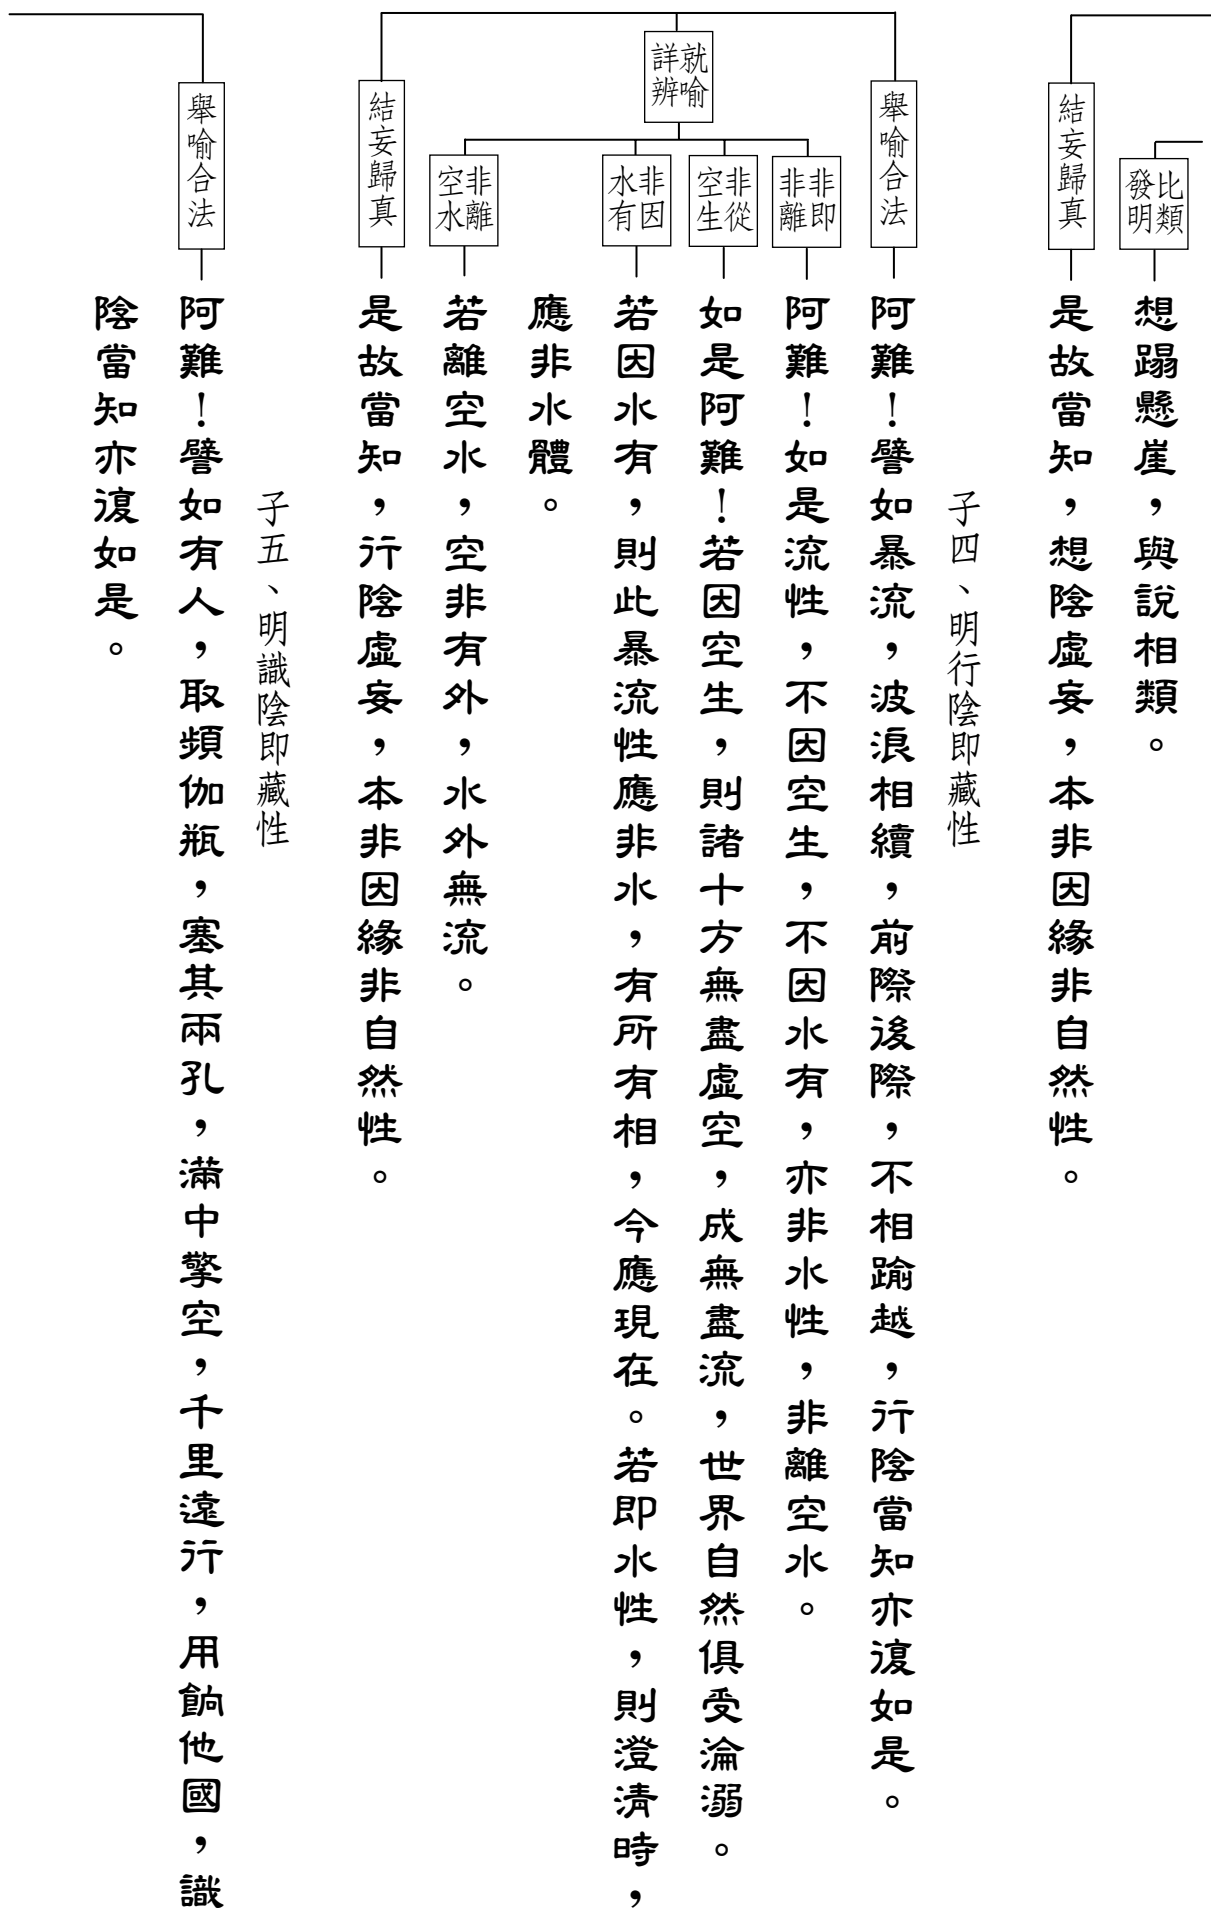 比類
發明
想蹋懸崖，與說相類。
結妄歸真
是故當知，想陰虛妄，本非因緣非自然性。
子四、明行陰即藏性
舉喻合法
阿難！譬如暴流，波浪相續，前際後際，不相踰越，行陰當知亦復如是。
就喻
詳辨
非即
非離
阿難！如是流性，不因空生，不因水有，亦非水性，非離空水。
非從
空生
如是阿難！若因空生，則諸十方無盡虛空，成無盡流，世界自然俱受淪溺。
非因
水有
若因水有，則此暴流性應非水，有所有相，今應現在。若即水性，則澄清時，
應非水體。
非離
空水
若離空水，空非有外，水外無流。
結妄歸真
是故當知，行陰虛妄，本非因緣非自然性。
子五、明識陰即藏性
舉喻合法
阿難！譬如有人，取頻伽瓶，塞其兩孔，滿中擎空，千里遠行，用餉他國，識
陰當知亦復如是。